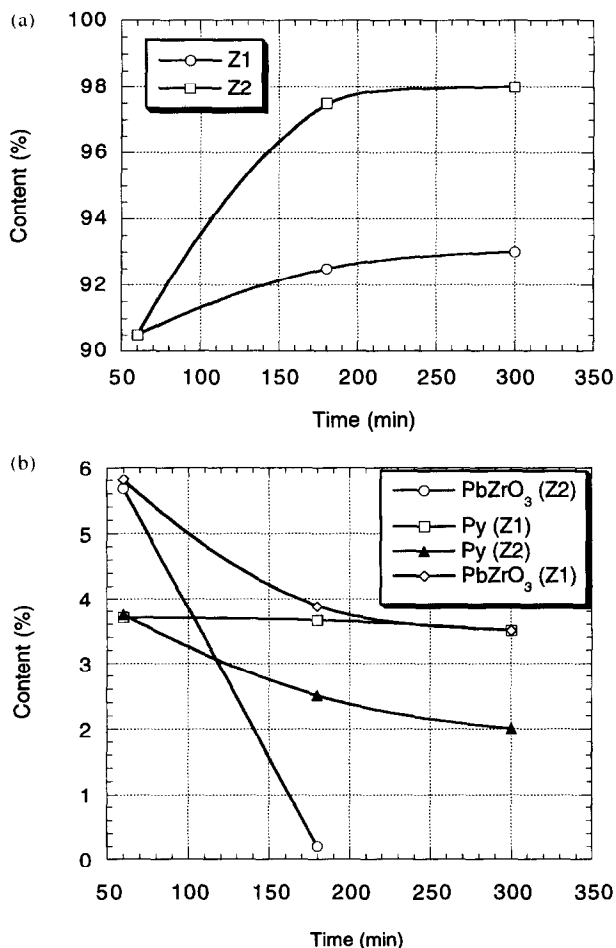 (a)
100
98
96
94
92
90
Content (%)
Z1
Z2
50 100 150 200 250 300 350
Time (min)
(b)
6
5
4
3
2
1
0
Content (%)
PbZrO₃ (Z2)
Py (Z1)
Py (Z2)
PbZrO₃ (Z1)
50 100 150 200 250 300 350
Time (min)